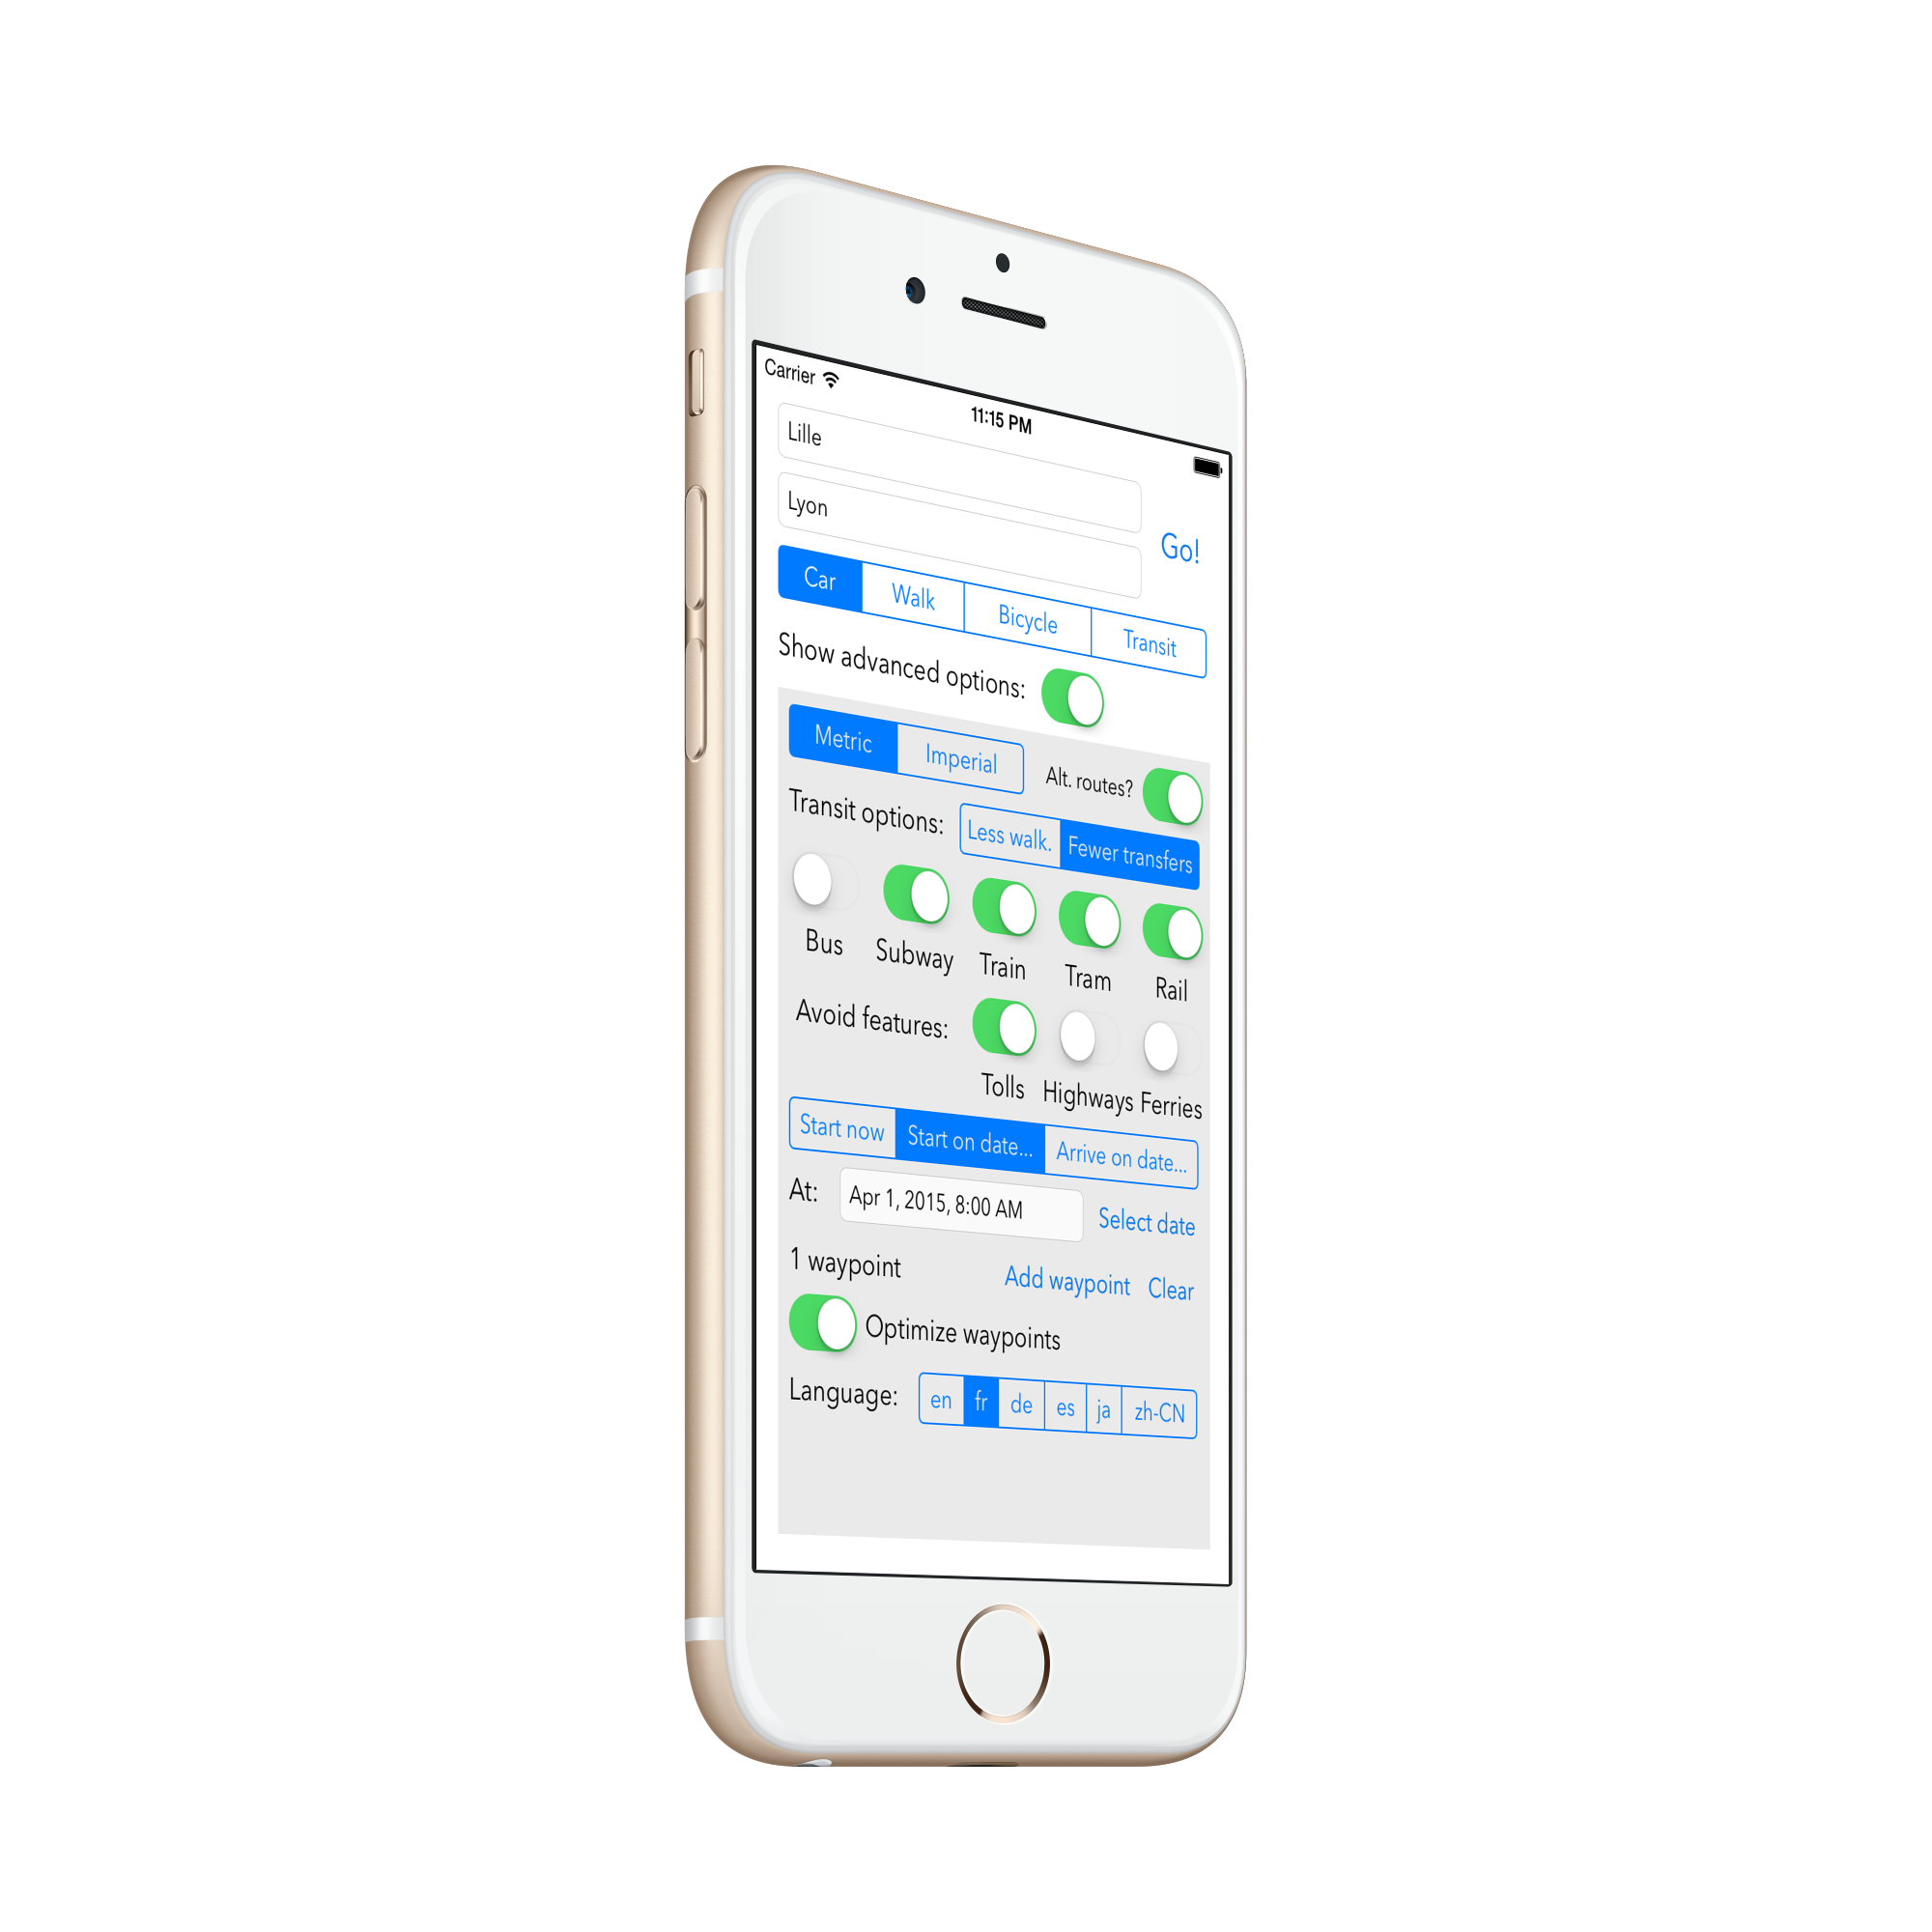 Carrier
11:15 PM
Lille
Lyon
Go!
Car Walk Bicycle Transit
Show advanced options:
Metric Imperial Alt. routes?
Transit options: Less walk. Fewer transfers
Bus Subway Train Tram Rail
Avoid features:
Tolls Highways Ferries
Start now Start on date... Arrive on date...
At: Apr 1, 2015, 8:00 AM Select date
1 waypoint Add waypoint Clear
Optimize waypoints
Language: en fr de es ja zh-CN